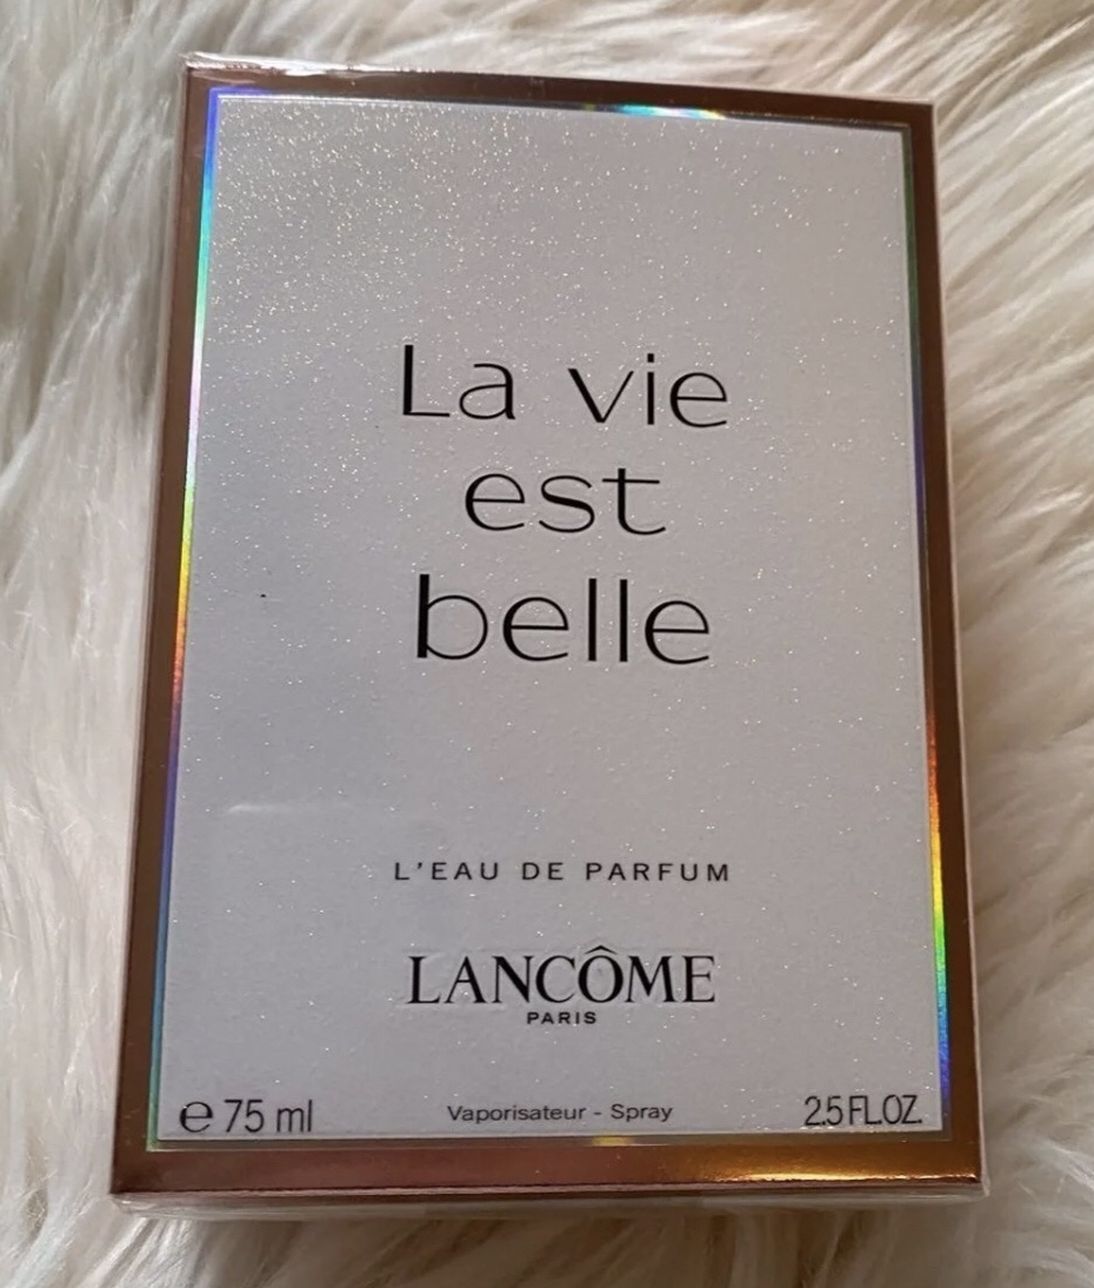 La vie
est
belle
L'EAU DE PARFUM
LANCÔME
PARIS
℮ 75 ml Vaporisateur - Spray 2.5 FL.OZ.